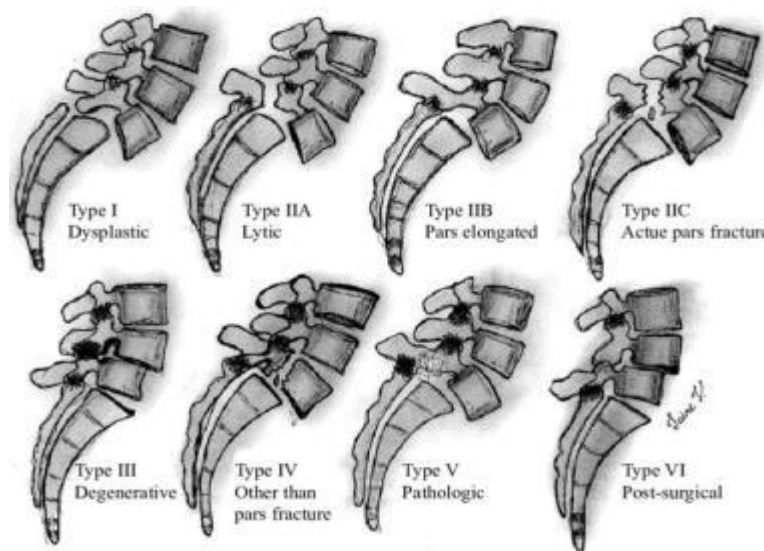 Type I
Dysplastic
Type IIA
Lytic
Type IIB
Pars elongated
Type IIC
Actue pars fracture
Type III
Degenerative
Type IV
Other than
pars fracture
Type V
Pathologic
Type VI
Post-surgical